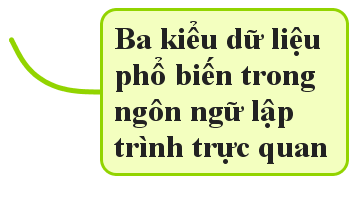 Ba kiểu dữ liệu
phổ biến trong
ngôn ngữ lập
trình trực quan